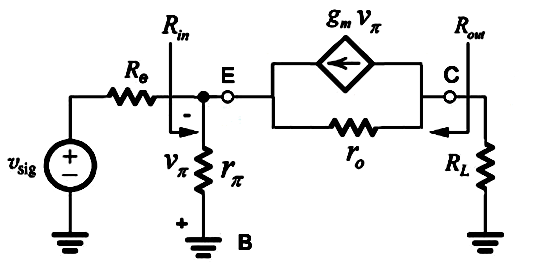 R_in
g_m v_π
R_out
R_e
E
C
+
−
v_sig
-
v_π
r_π
r_o
R_L
+
B